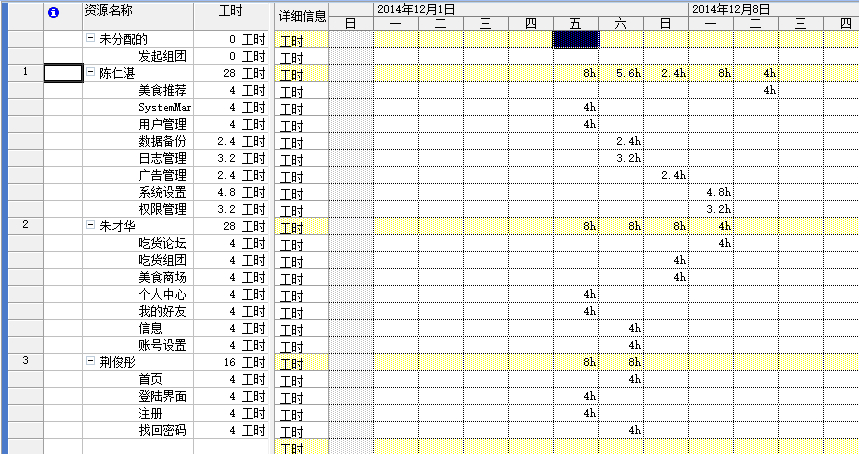 资源名称 工时 详细信息 2014年12月1日 2014年12月8日
日 一 二 三 四 五 六 日 一 二 三 四
未分配的 0 工时 工时
发起组团 0 工时 工时
1 陈仁湛 28 工时 工时 8h 5.6h 2.4h 8h 4h
美食推荐 4 工时 工时 4h
SystemMar 4 工时 工时 4h
用户管理 4 工时 工时 4h
数据备份 2.4 工时 工时 2.4h
日志管理 3.2 工时 工时 3.2h
广告管理 2.4 工时 工时 2.4h
系统设置 4.8 工时 工时 4.8h
权限管理 3.2 工时 工时 3.2h
2 朱才华 28 工时 工时 8h 8h 8h 4h
吃货论坛 4 工时 工时 4h
吃货组团 4 工时 工时 4h
美食商场 4 工时 工时 4h
个人中心 4 工时 工时 4h
我的好友 4 工时 工时 4h
信息 4 工时 工时 4h
账号设置 4 工时 工时 4h
3 荆俊彤 16 工时 工时 8h 8h
首页 4 工时 工时 4h
登陆界面 4 工时 工时 4h
注册 4 工时 工时 4h
找回密码 4 工时 工时 4h
工时